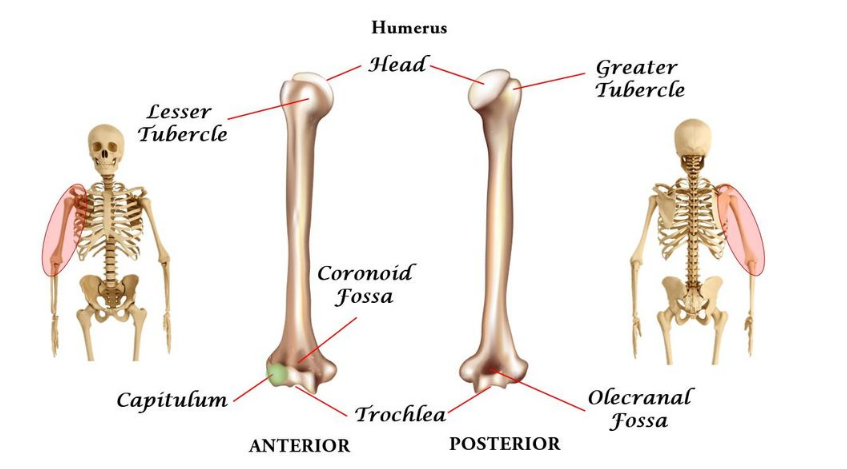 Humerus
Head
Greater
Tubercle
Lesser
Tubercle
Coronoid
Fossa
Capitulum
Trochlea
Olecranal
Fossa
ANTERIOR
POSTERIOR